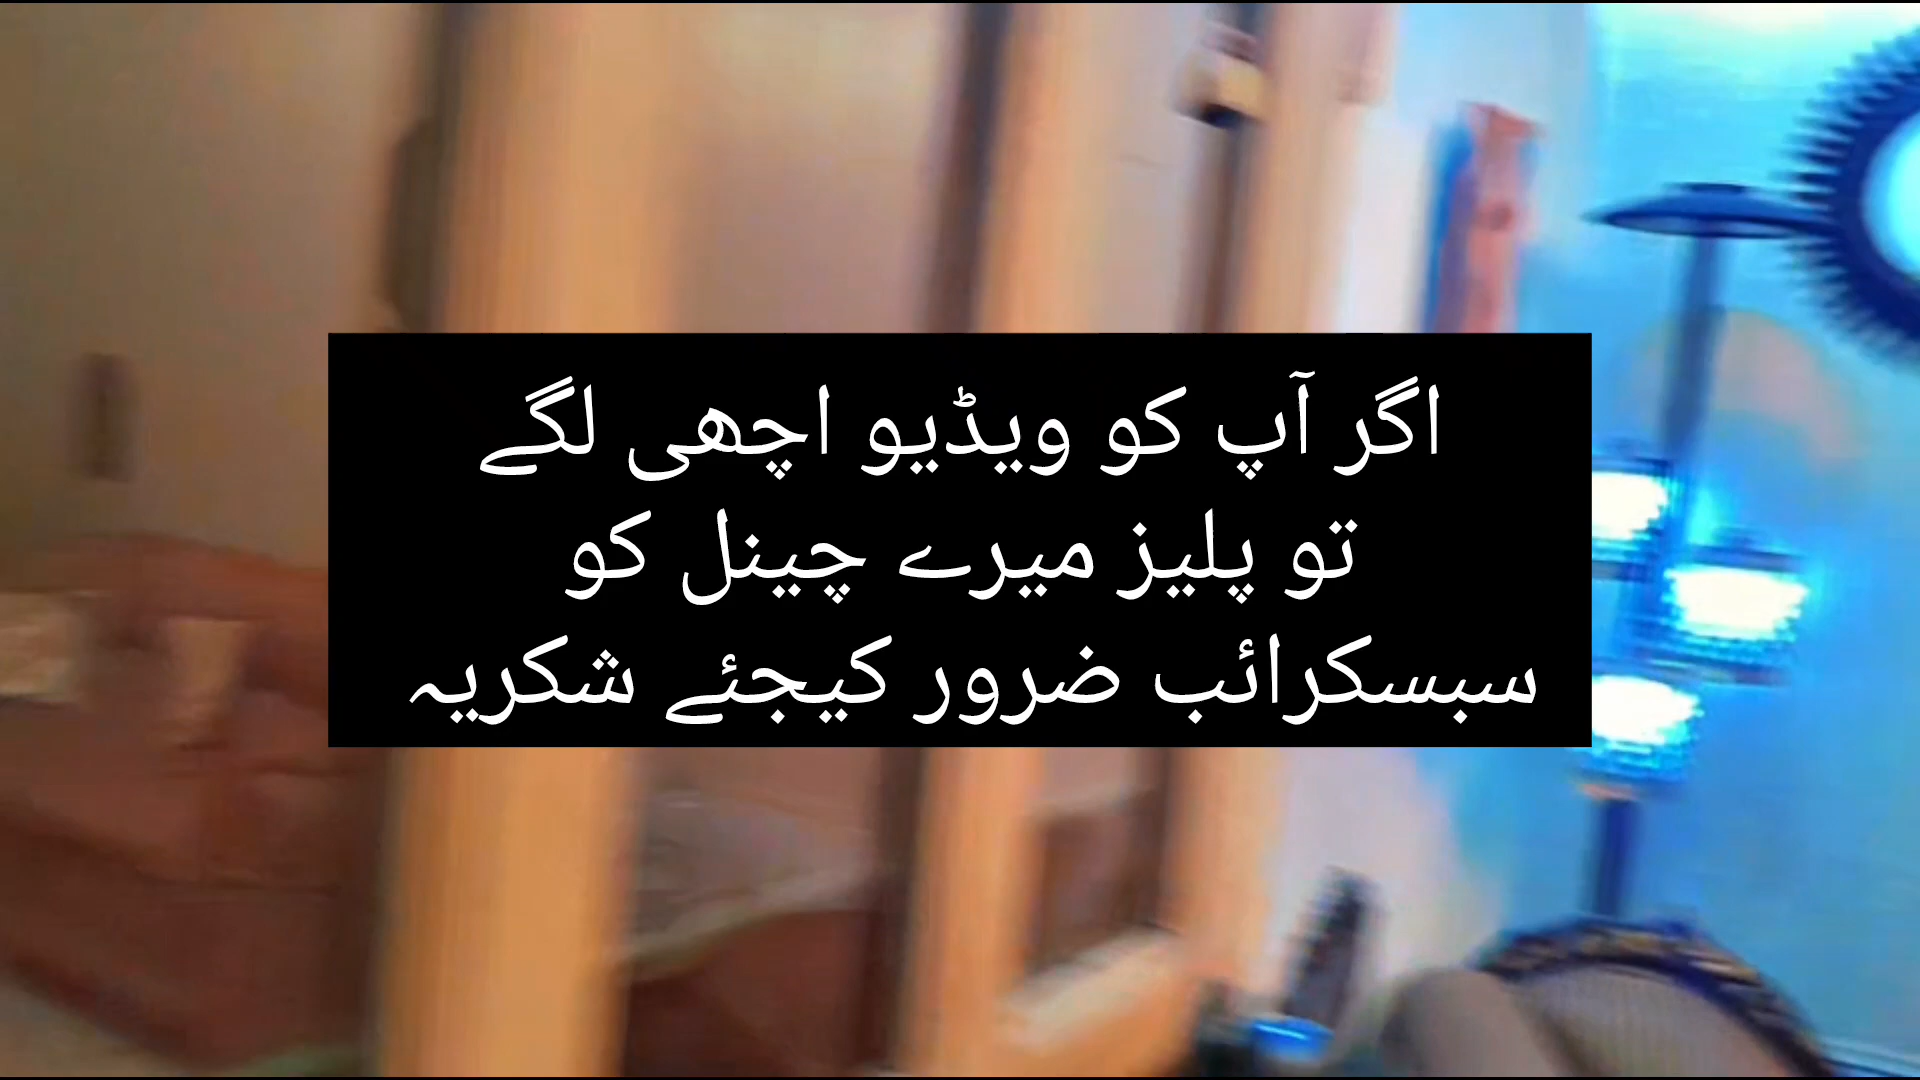 اگر آپ کو ویڈیو اچھی لگے
تو پلیز میرے چینل کو
سبسکرائب ضرور کیجئے شکریہ